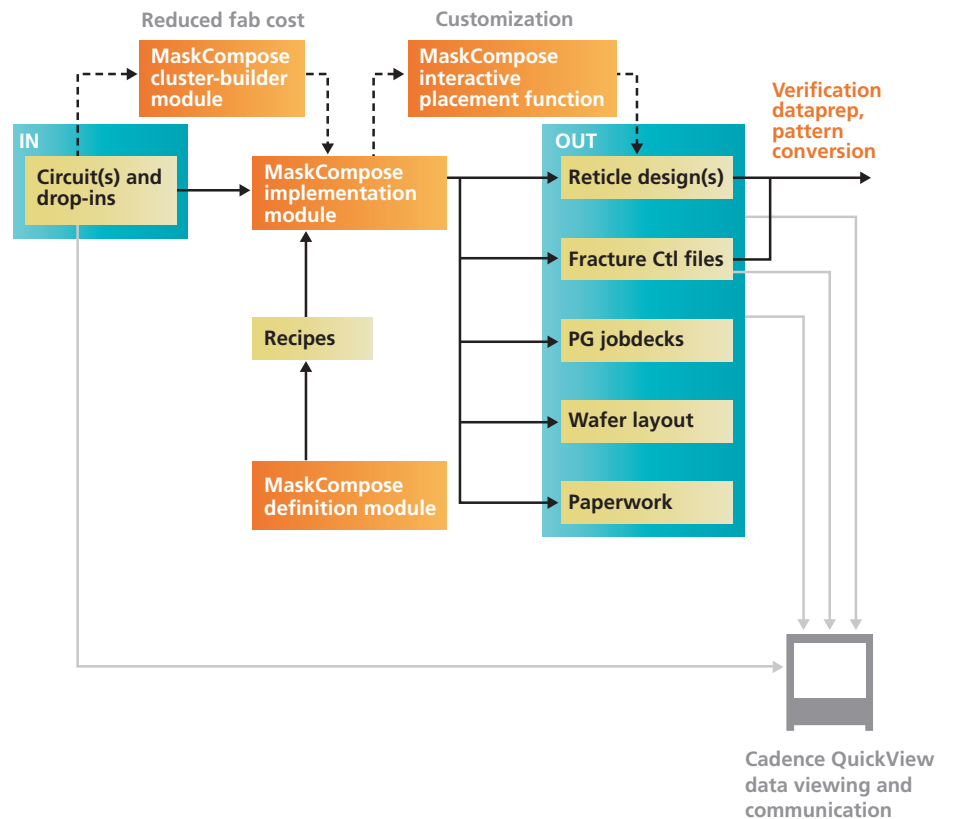 Reduced fab cost
Customization
MaskCompose
cluster-builder
module
MaskCompose
interactive
placement function
Verification
dataprep,
pattern
conversion
IN
Circuit(s) and
drop-ins
MaskCompose
implementation
module
OUT
Reticle design(s)
Fracture Ctl files
Recipes
PG jobdecks
Wafer layout
MaskCompose
definition module
Paperwork
Cadence QuickView
data viewing and
communication